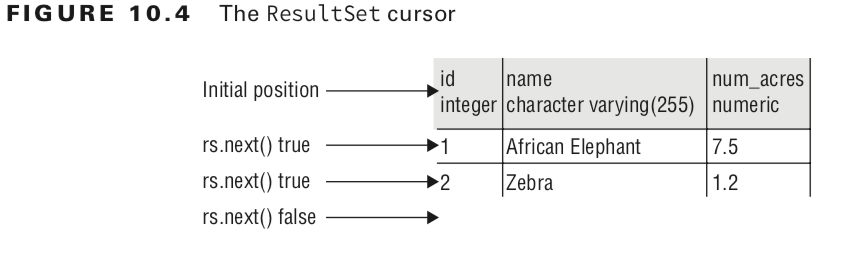 FIGURE 10.4 The ResultSet cursor
Initial position
id name num_acres
integer character varying(255) numeric
rs.next() true 1 African Elephant 7.5
rs.next() true 2 Zebra 1.2
rs.next() false